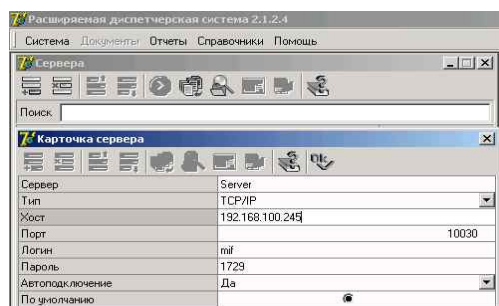 Расширяемая диспетчерская система 2.1.2.4
Система Документы Отчеты Справочники Помощь
Сервера
Поиск
Карточка сервера
Ok
Сервер Server
Тип TCP/IP
Хост 192.168.100.245
Порт 10030
Логин mif
Пароль 1729
Автоподключение Да
По умолчанию